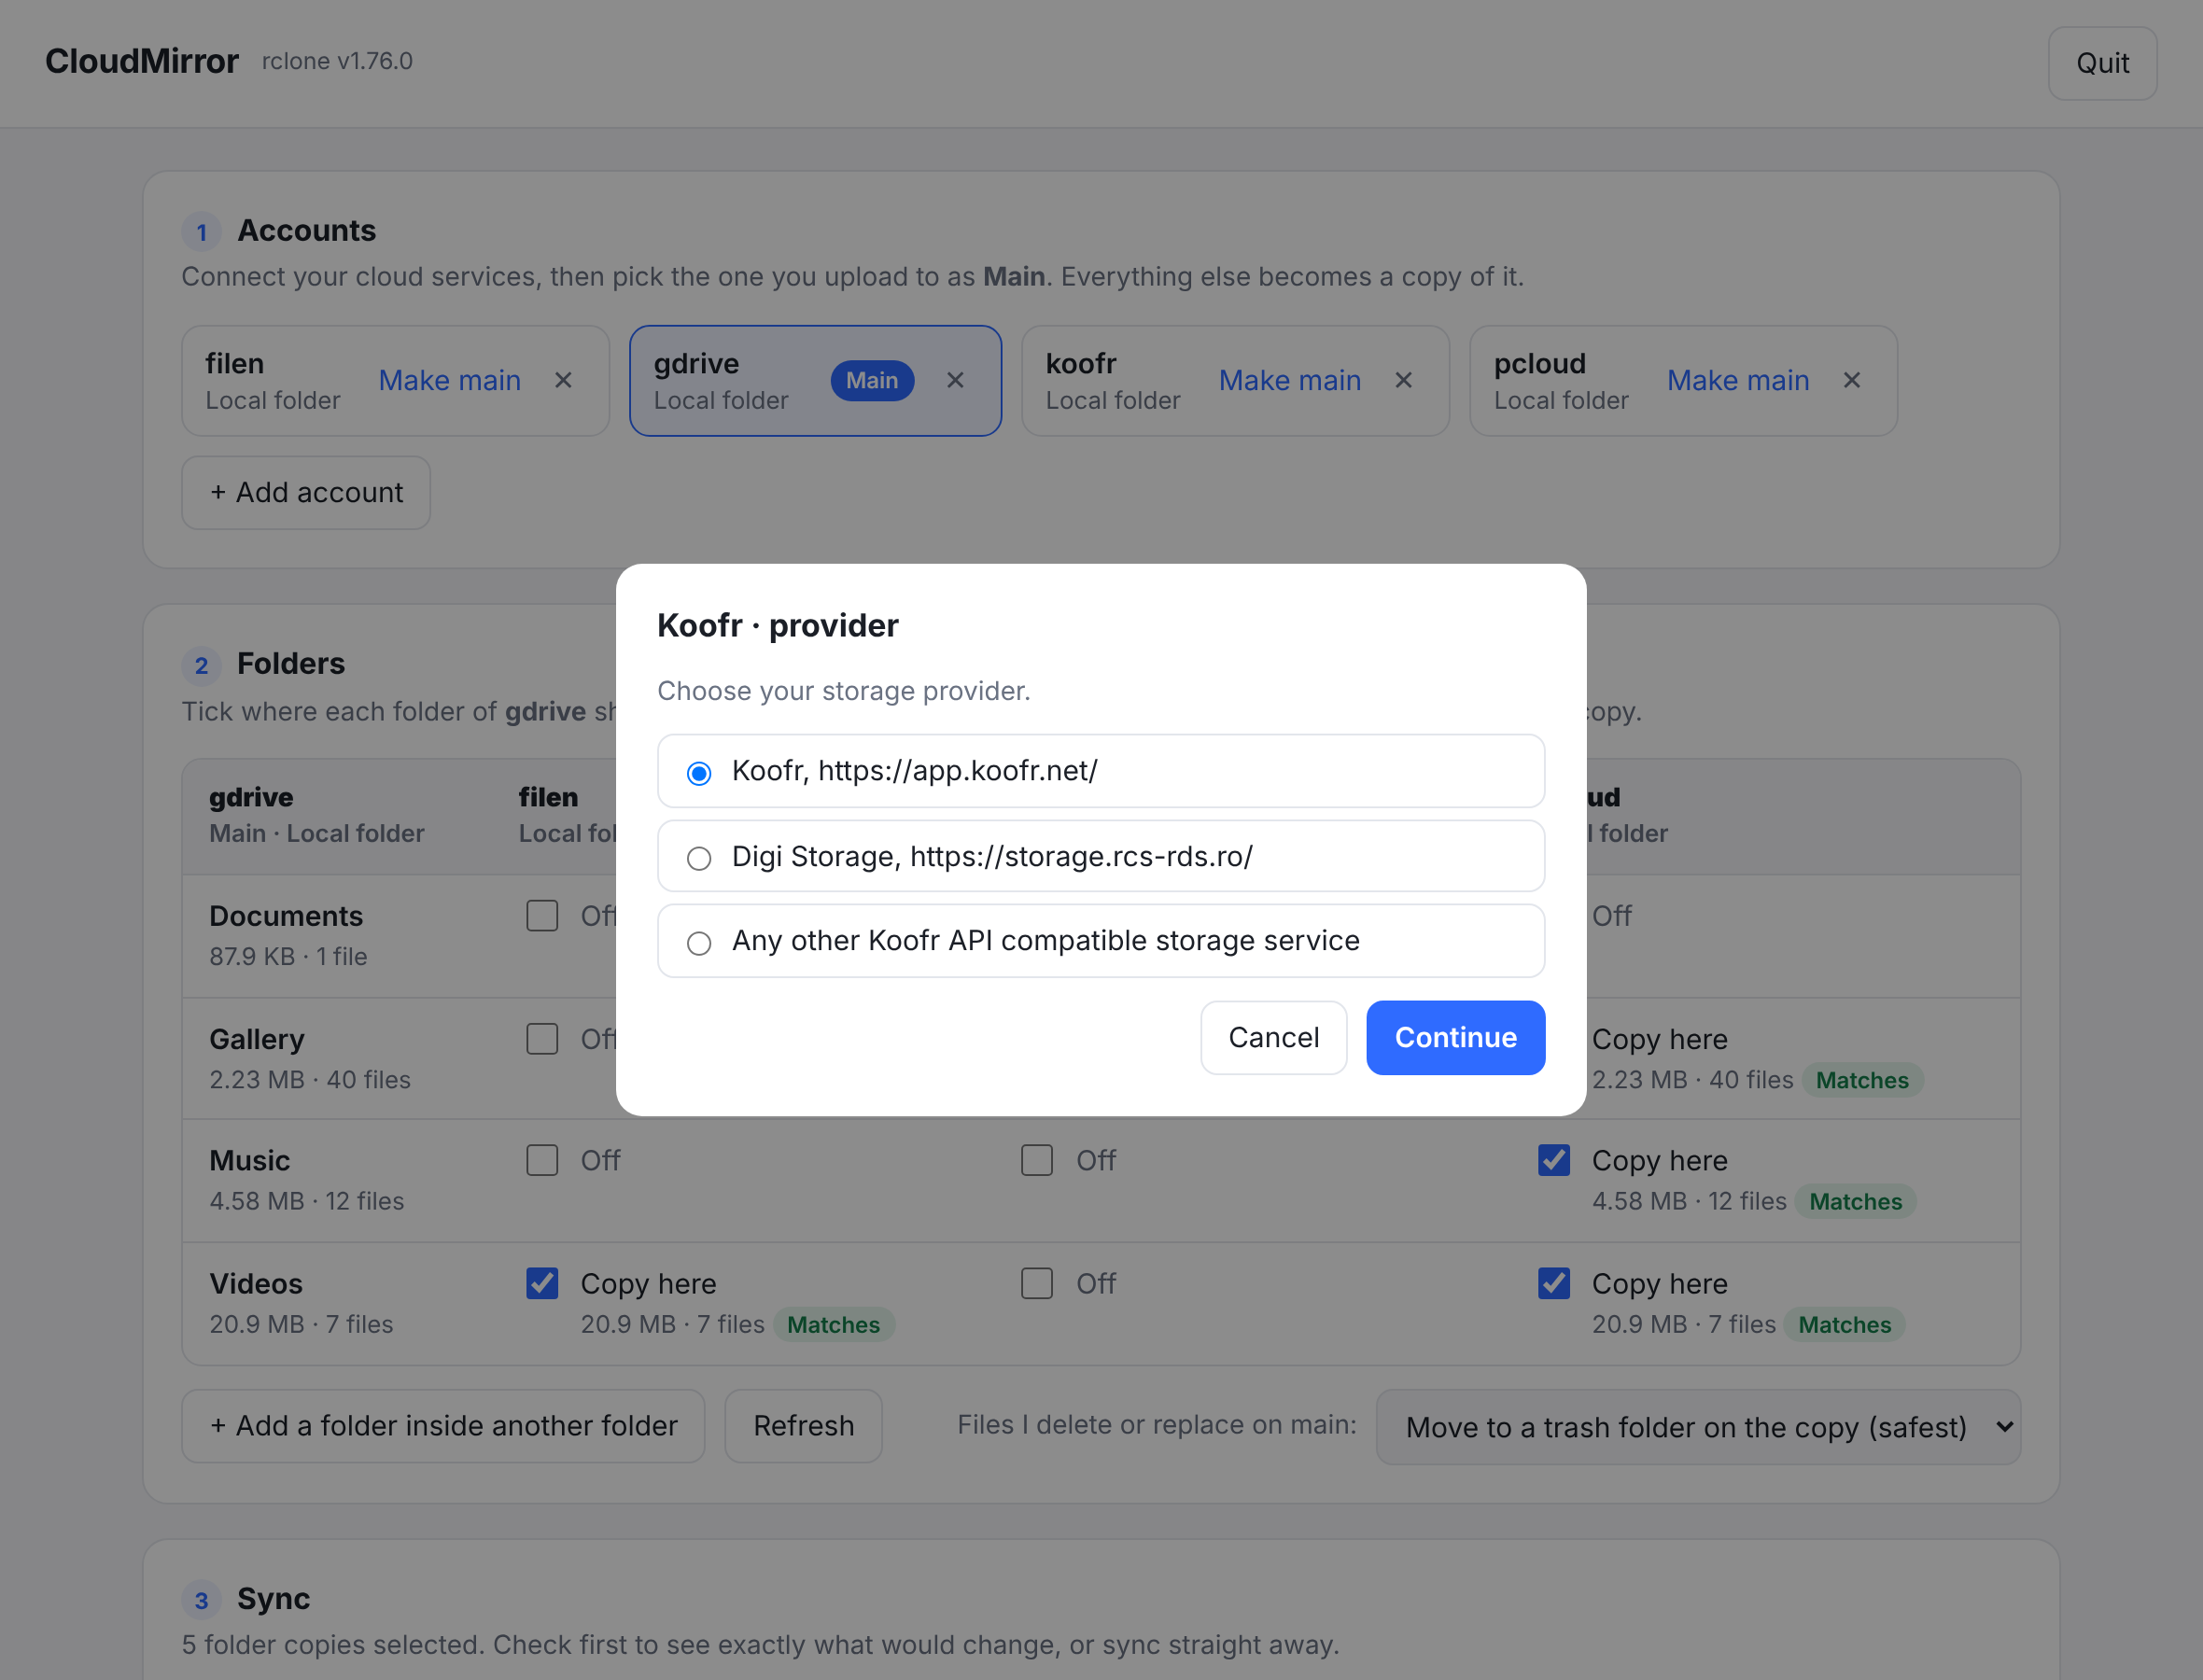 CloudMirror rclone v1.76.0 Quit
1 Accounts
Connect your cloud services, then pick the one you upload to as Main. Everything else becomes a copy of it.
filen
Local folder
Make main ✕
gdrive
Local folder
Main ✕
koofr
Local folder
Make main ✕
pcloud
Local folder
Make main ✕
+ Add account
Koofr · provider
Choose your storage provider.
Koofr, https://app.koofr.net/
Digi Storage, https://storage.rcs-rds.ro/
Any other Koofr API compatible storage service
Cancel Continue
2 Folders
Tick where each folder of gdrive
copy.
gdrive
Main · Local folder
filen
Local
folder
Documents
87.9 KB · 1 file
Off
Gallery
2.23 MB · 40 files
Copy here
2.23 MB · 40 files Matches
Music Off Off Copy here
4.58 MB · 12 files 4.58 MB · 12 files Matches
Videos Copy here Off Copy here
20.9 MB · 7 files 20.9 MB · 7 files Matches 20.9 MB · 7 files Matches
+ Add a folder inside another folder Refresh Files I delete or replace on main: Move to a trash folder on the copy (safest)
3 Sync
5 folder copies selected. Check first to see exactly what would change, or sync straight away.